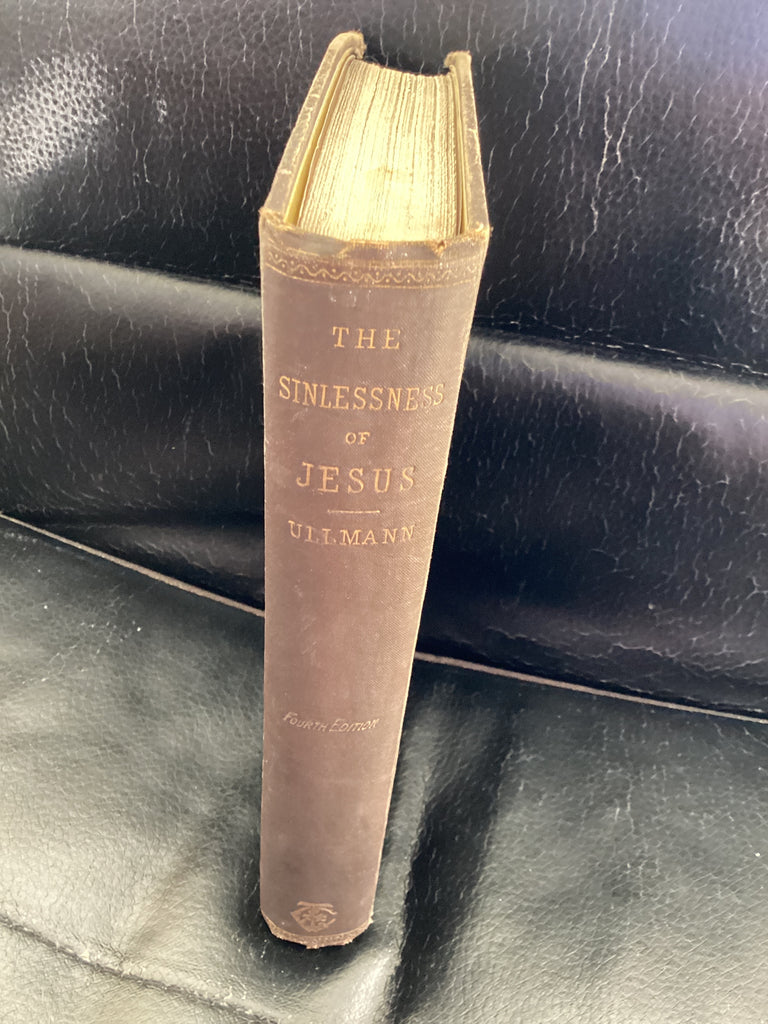 THE
SINLESSNESS
OF
JESUS
ULLMANN
FOURTH EDITION